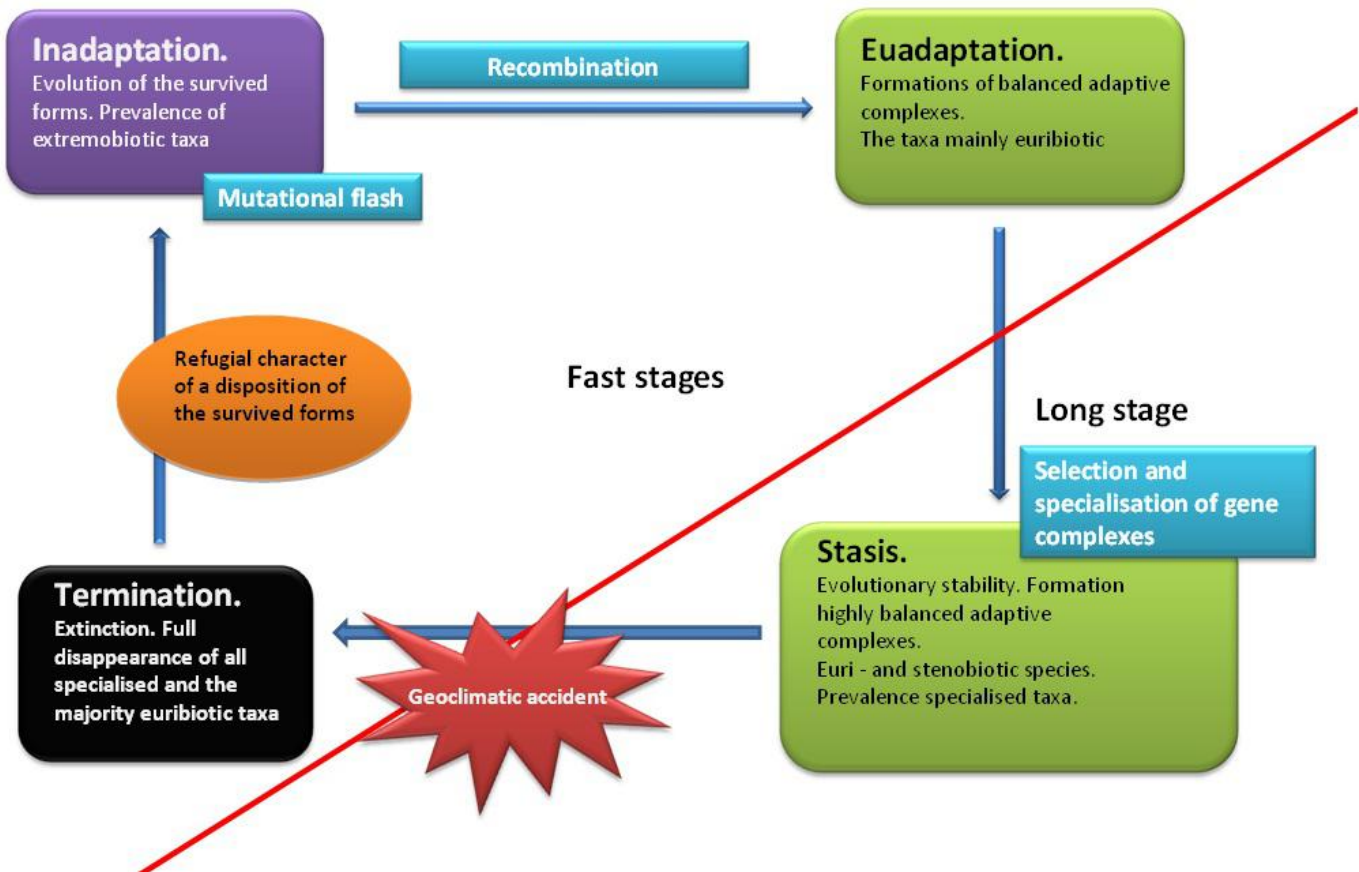 Inadaptation.
Evolution of the survived
forms. Prevalence of
extremobiotic taxa
Mutational flash
Recombination
Euadaptation.
Formations of balanced adaptive
complexes.
The taxa mainly euribiotic
Refugial character
of a disposition of
the survived forms
Fast stages
Long stage
Selection and
specialisation of gene
complexes
Termination.
Extinction. Full
disappearance of all
specialised and the
majority euribiotic taxa
Geoclimatic accident
Stasis.
Evolutionary stability. Formation
highly balanced adaptive
complexes.
Euri - and stenobiotic species.
Prevalence specialised taxa.